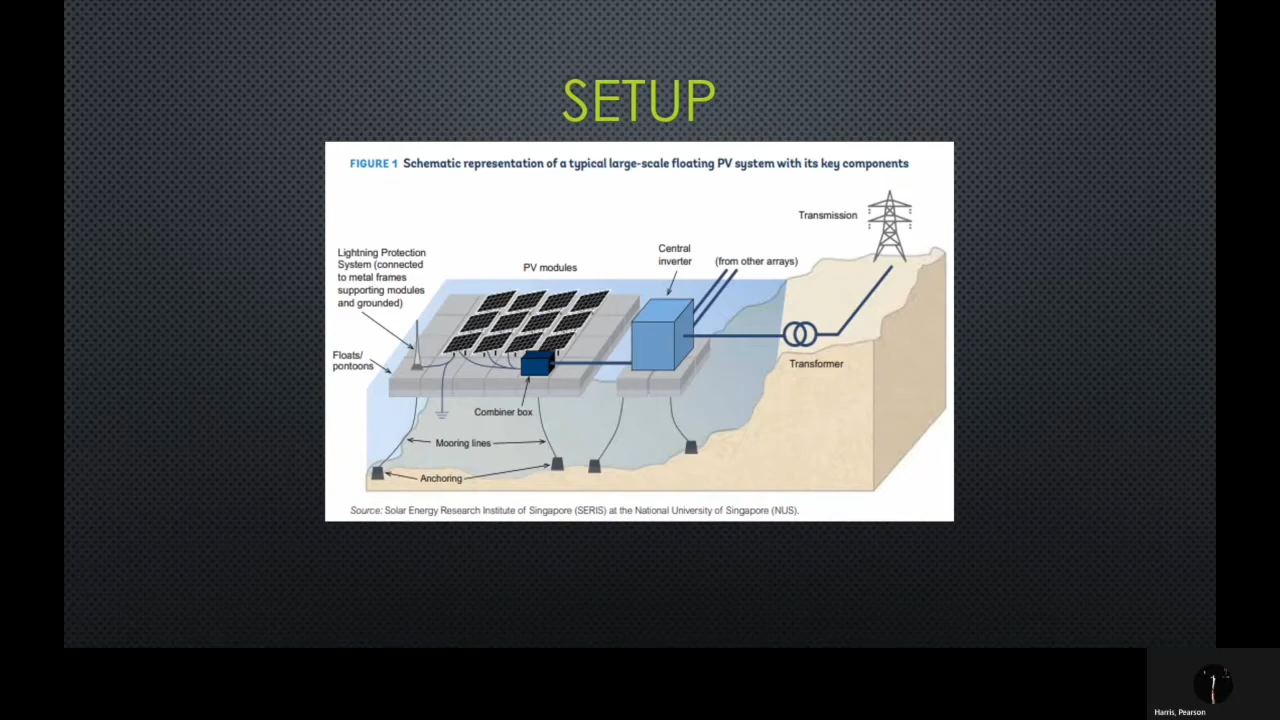 SETUP
FIGURE 1 Schematic representation of a typical large-scale floating PV system with its key components
Transmission
Lightning Protection
System (connected
to metal frames
supporting modules
and grounded)
PV modules
Central
inverter
(from other arrays)
Floats/
pontoons
Transformer
Combiner box
Mooring lines
Anchoring
Source: Solar Energy Research Institute of Singapore (SERIS) at the National University of Singapore (NUS).
Harris, Pearson